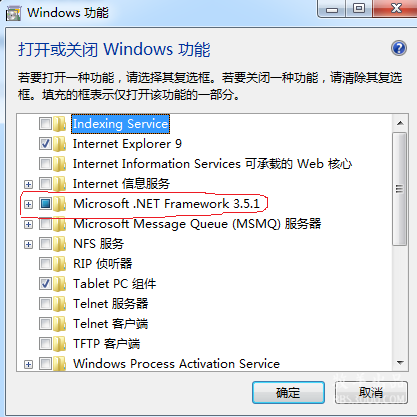 Windows 功能
打开或关闭 Windows 功能
若要打开一种功能，请选择其复选框。若要关闭一种功能，请清除其复选
框。填充的框表示仅打开该功能的一部分。
Indexing Service
Internet Explorer 9
Internet Information Services 可承载的 Web 核心
Internet 信息服务
Microsoft .NET Framework 3.5.1
Microsoft Message Queue (MSMQ) 服务器
NFS 服务
RIP 侦听器
Tablet PC 组件
Telnet 服务器
Telnet 客户端
TFTP 客户端
Windows Process Activation Service
确定
取消